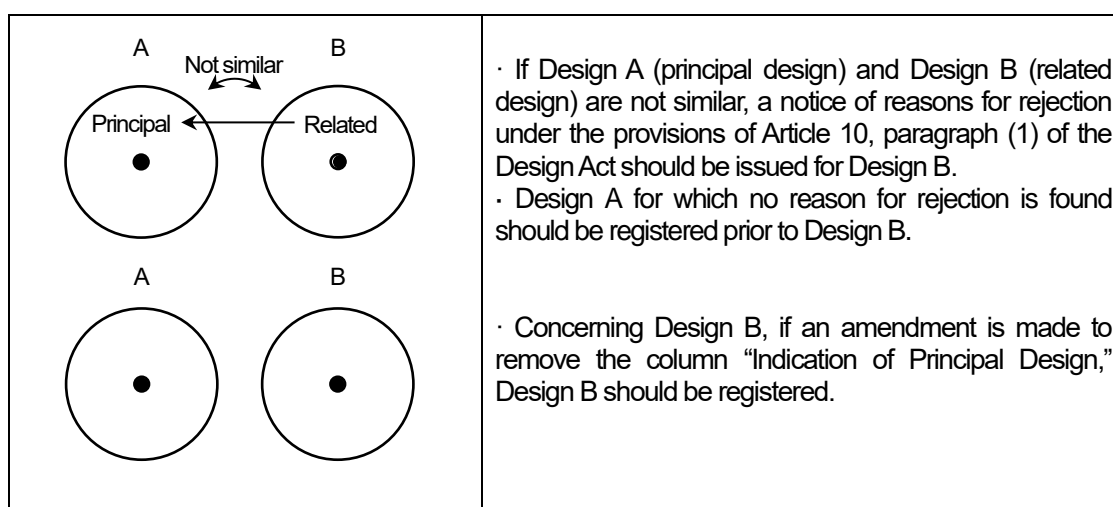 A B
Not similar
Principal Related
· If Design A (principal design) and Design B (related
design) are not similar, a notice of reasons for rejection
under the provisions of Article 10, paragraph (1) of the
Design Act should be issued for Design B.
· Design A for which no reason for rejection is found
should be registered prior to Design B.
A B
· Concerning Design B, if an amendment is made to
remove the column “Indication of Principal Design,”
Design B should be registered.